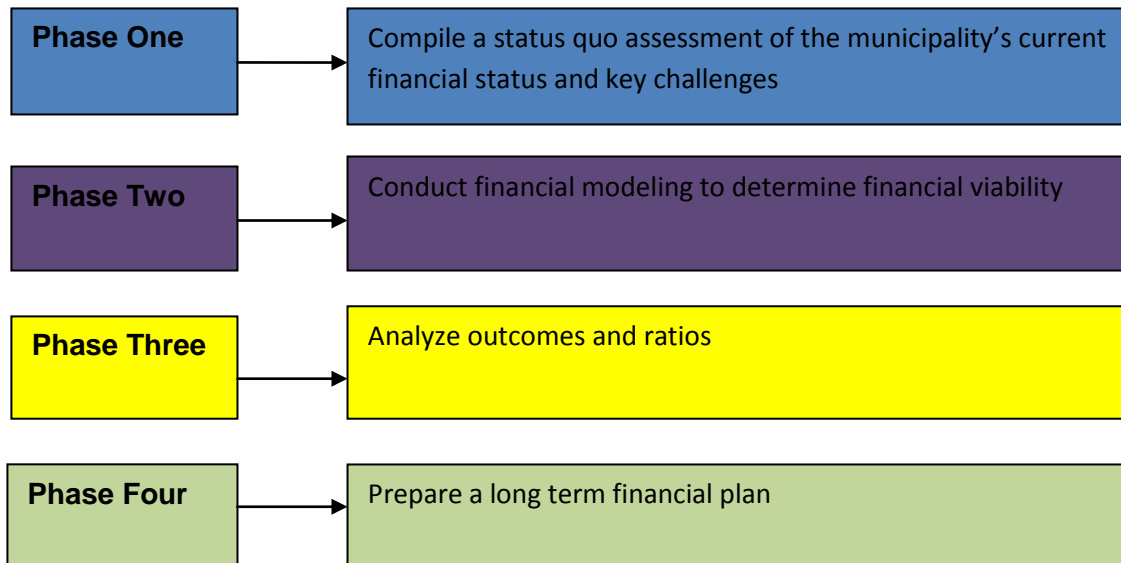 Phase One
Compile a status quo assessment of the municipality’s current
financial status and key challenges
Phase Two
Conduct financial modeling to determine financial viability
Phase Three
Analyze outcomes and ratios
Phase Four
Prepare a long term financial plan